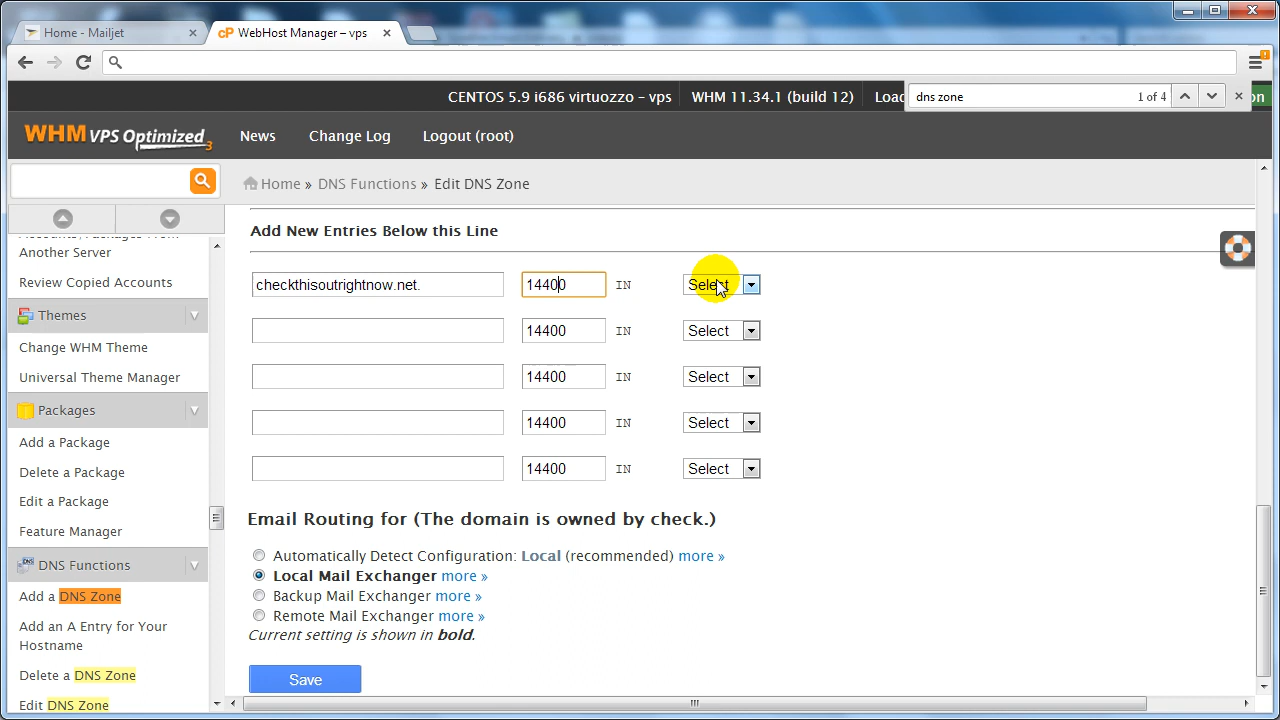 Home - Mailjet
cP WebHost Manager – vps
dns zone
1 of 4
CENTOS 5.9 i686 virtuozzo – vps
WHM 11.34.1 (build 12)
Load
on
WHM VPS Optimized 3
News
Change Log
Logout (root)
Home » DNS Functions » Edit DNS Zone
Another Server
Review Copied Accounts
Themes
Change WHM Theme
Universal Theme Manager
Packages
Add a Package
Delete a Package
Edit a Package
Feature Manager
DNS Functions
Add a DNS Zone
Add an A Entry for Your
Hostname
Delete a DNS Zone
Edit DNS Zone
Add New Entries Below this Line
checkthisoutrightnow.net. 14400 IN Select
14400 IN Select
14400 IN Select
14400 IN Select
14400 IN Select
Email Routing for (The domain is owned by check.)
Automatically Detect Configuration: Local (recommended) more »
Local Mail Exchanger more »
Backup Mail Exchanger more »
Remote Mail Exchanger more »
Current setting is shown in bold.
Save